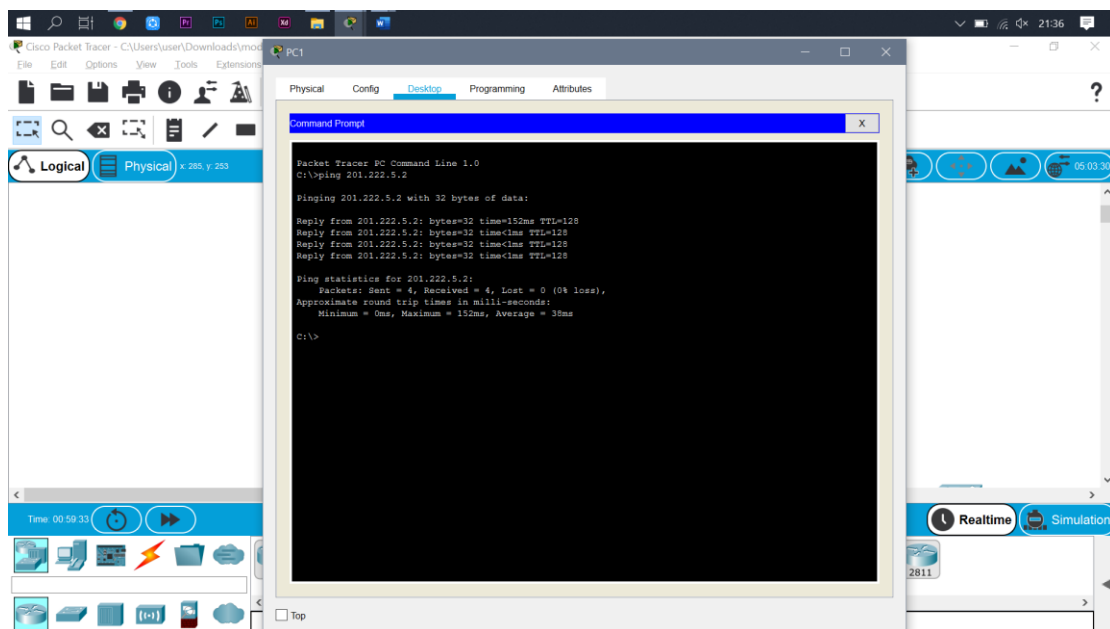 Pr
Ps
Ai
Xd
W
21:36
Cisco Packet Tracer - C:\Users\user\Downloads\mod
File Edit Options View Tools Extensions
PC1
Physical Config Desktop Programming Attributes
?
Command Prompt
X
Logical
Physical
x: 285, y: 253
05:03:30
Packet Tracer PC Command Line 1.0
C:\>ping 201.222.5.2
Pinging 201.222.5.2 with 32 bytes of data:
Reply from 201.222.5.2: bytes=32 time=152ms TTL=128
Reply from 201.222.5.2: bytes=32 time<1ms TTL=128
Reply from 201.222.5.2: bytes=32 time<1ms TTL=128
Reply from 201.222.5.2: bytes=32 time<1ms TTL=128
Ping statistics for 201.222.5.2:
Packets: Sent = 4, Received = 4, Lost = 0 (0% loss),
Approximate round trip times in milli-seconds:
Minimum = 0ms, Maximum = 152ms, Average = 38ms
C:\>
Time: 00:59:33
Realtime
Simulation
2811
Top